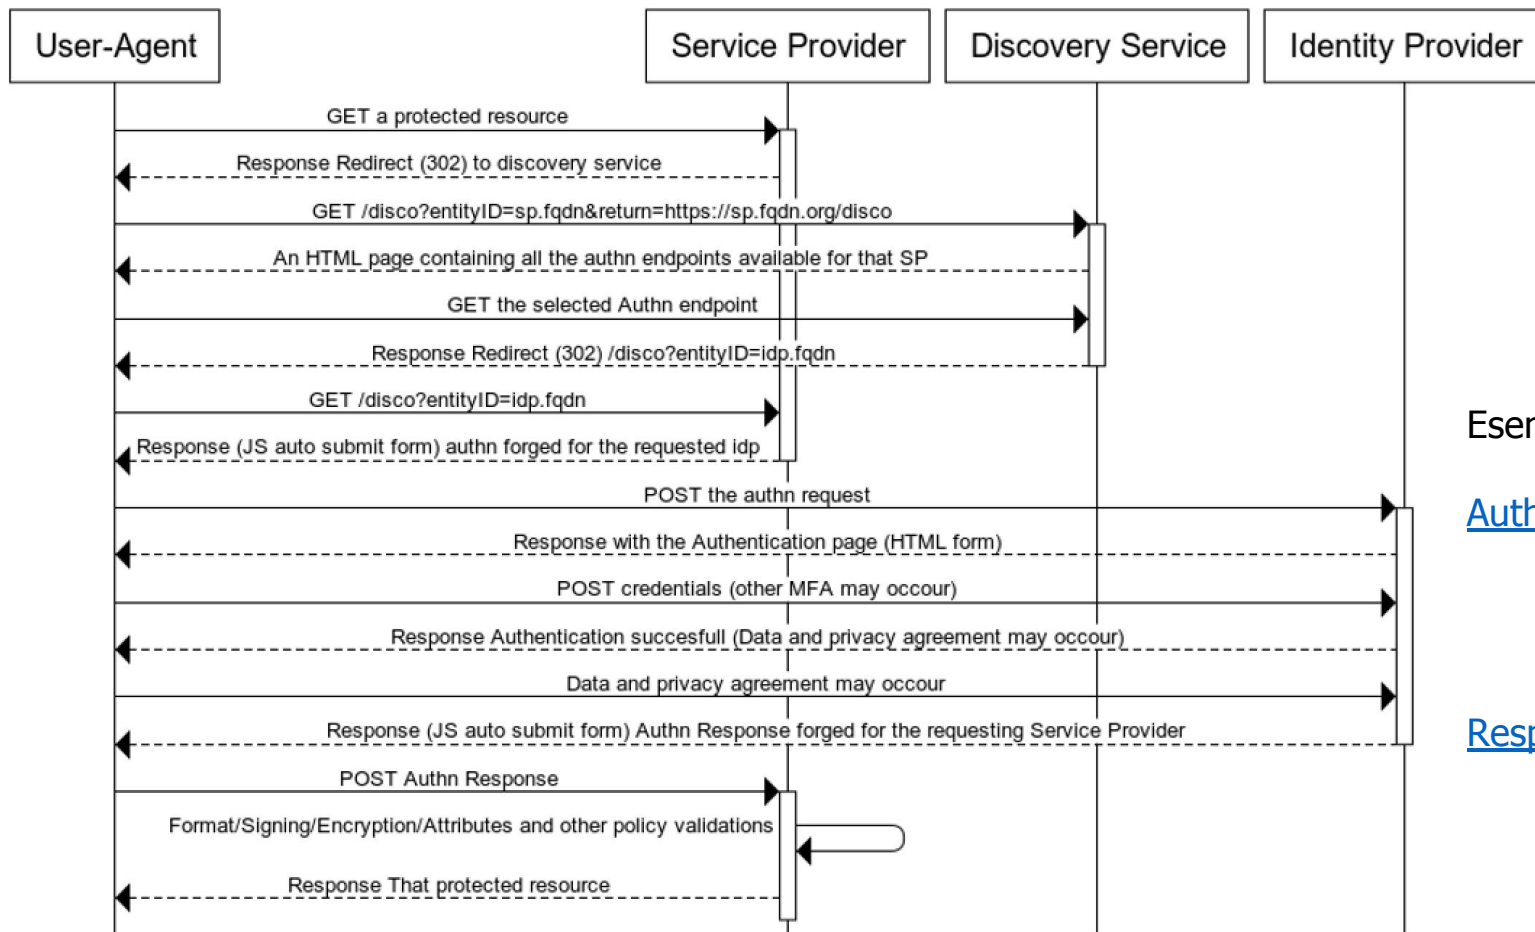 User-Agent
Service Provider
Discovery Service
Identity Provider
GET a protected resource
Response Redirect (302) to discovery service
GET /disco?entityID=sp.fqdn&return=https://sp.fqdn.org/disco
An HTML page containing all the authn endpoints available for that SP
GET the selected Authn endpoint
Response Redirect (302) /disco?entityID=idp.fqdn
GET /disco?entityID=idp.fqdn
Response (JS auto submit form) authn forged for the requested idp
POST the authn request
Response with the Authentication page (HTML form)
POST credentials (other MFA may occour)
Response Authentication succesfull (Data and privacy agreement may occour)
Data and privacy agreement may occour
Response (JS auto submit form) Authn Response forged for the requesting Service Provider
POST Authn Response
Format/Signing/Encryption/Attributes and other policy validations
Response That protected resource